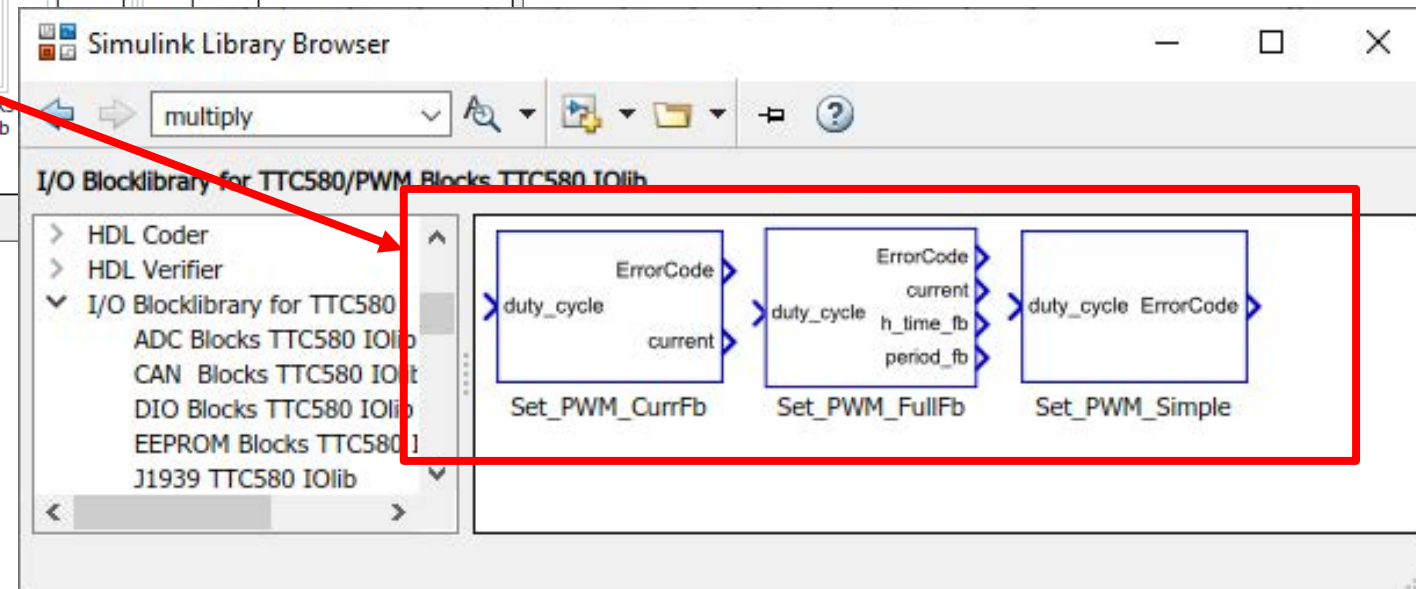 Simulink Library Browser
multiply
I/O Blocklibrary for TTC580/PWM Blocks TTC580 IOlib
HDL Coder
HDL Verifier
I/O Blocklibrary for TTC580
ADC Blocks TTC580 IOlib
CAN Blocks TTC580 IOlib
DIO Blocks TTC580 IOlib
EEPROM Blocks TTC580 I
J1939 TTC580 IOlib
duty_cycle
ErrorCode
current
Set_PWM_CurrFb
duty_cycle
ErrorCode
current
h_time_fb
period_fb
Set_PWM_FullFb
duty_cycle ErrorCode
Set_PWM_Simple